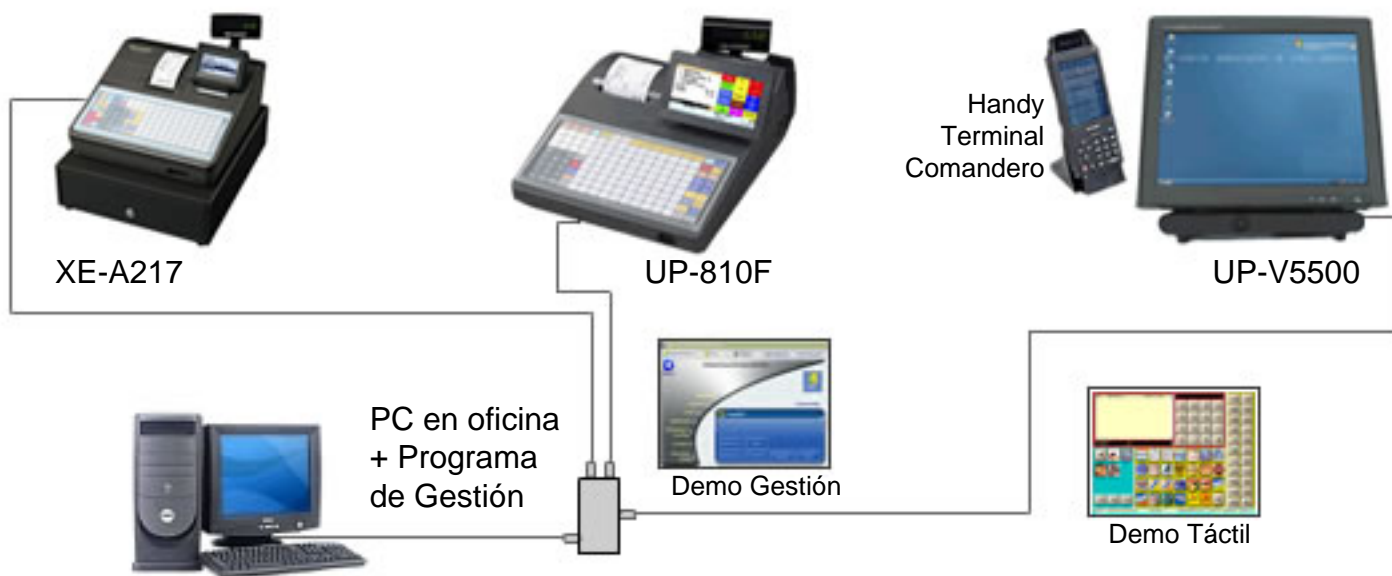 Handy
Terminal
Comandero
XE-A217
UP-810F
UP-V5500
PC en oficina
+ Programa
de Gestión
Demo Gestión
Demo Táctil